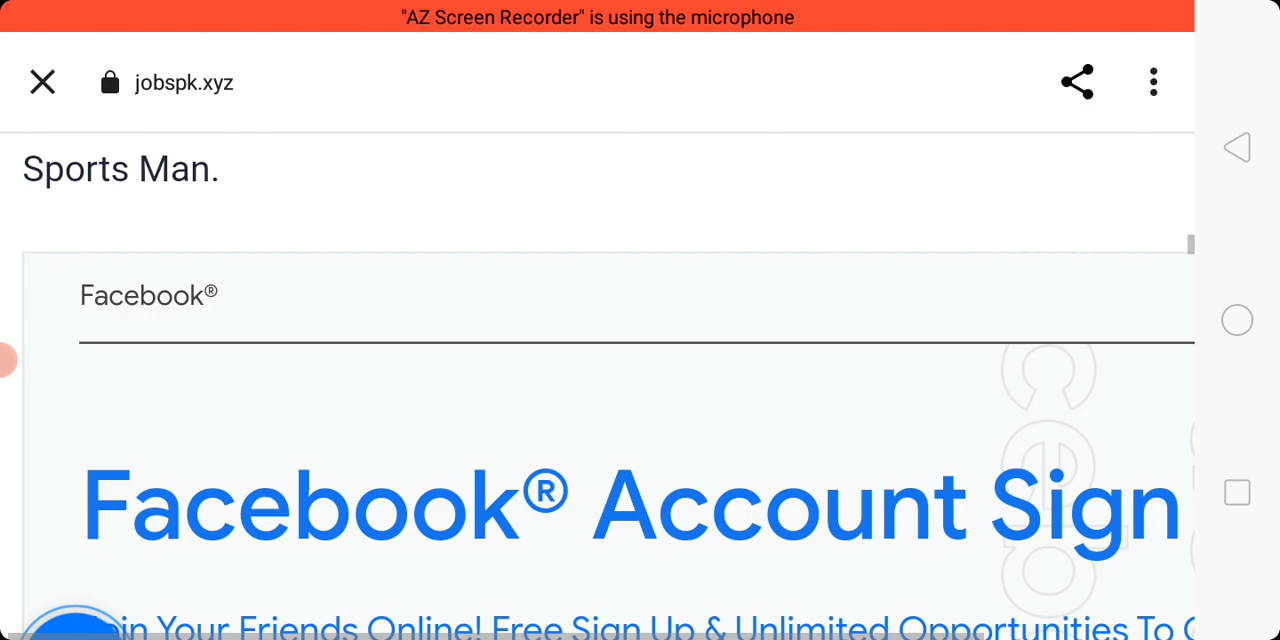 "AZ Screen Recorder" is using the microphone
jobspk.xyz
Sports Man.
Facebook®
Facebook® Account Sign
Join Your Friends Online! Free Sign Up & Unlimited Opportunities To